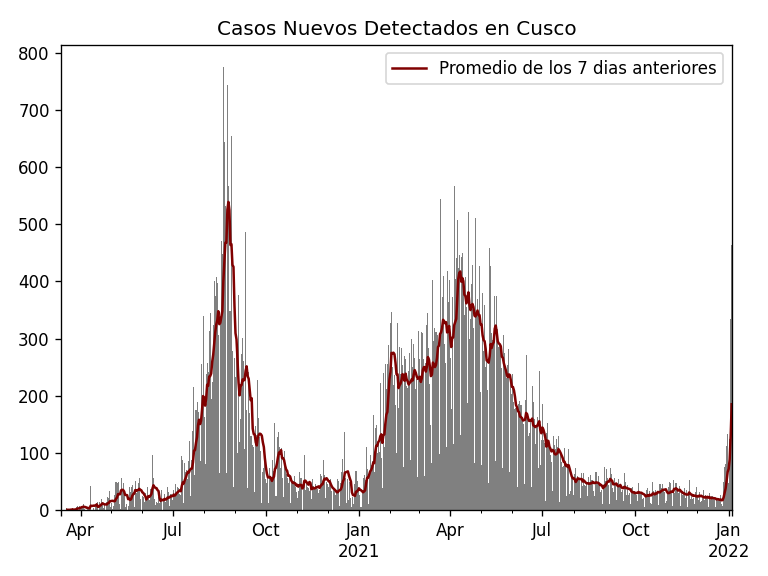 Casos Nuevos Detectados en Cusco
Promedio de los 7 dias anteriores
800
700
600
500
400
300
200
100
0
Apr
Jul
Oct
Jan
2021
Apr
Jul
Oct
Jan
2022